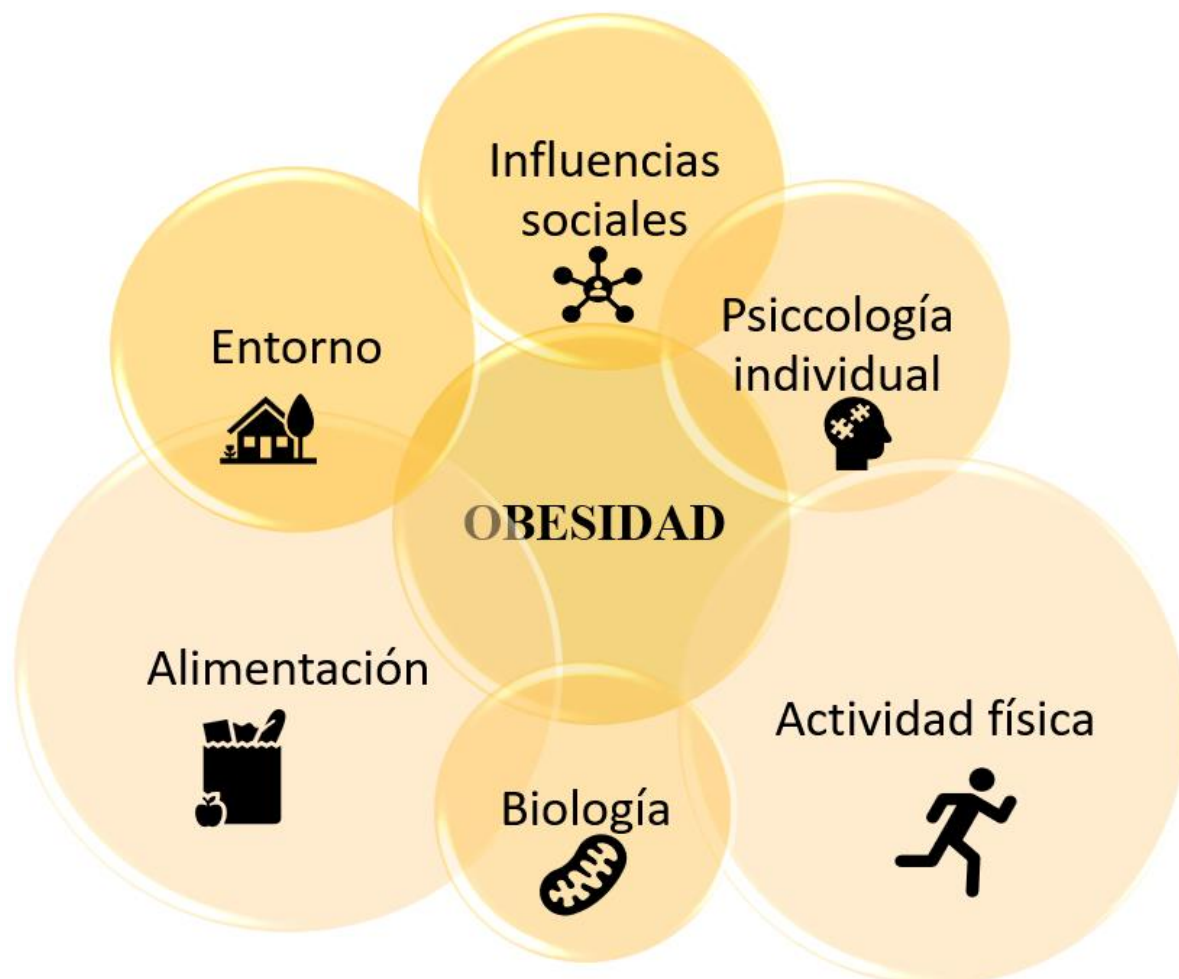 Influencias
sociales
Psiccología
individual
Entorno
OBESIDAD
Alimentación
Actividad física
Biología